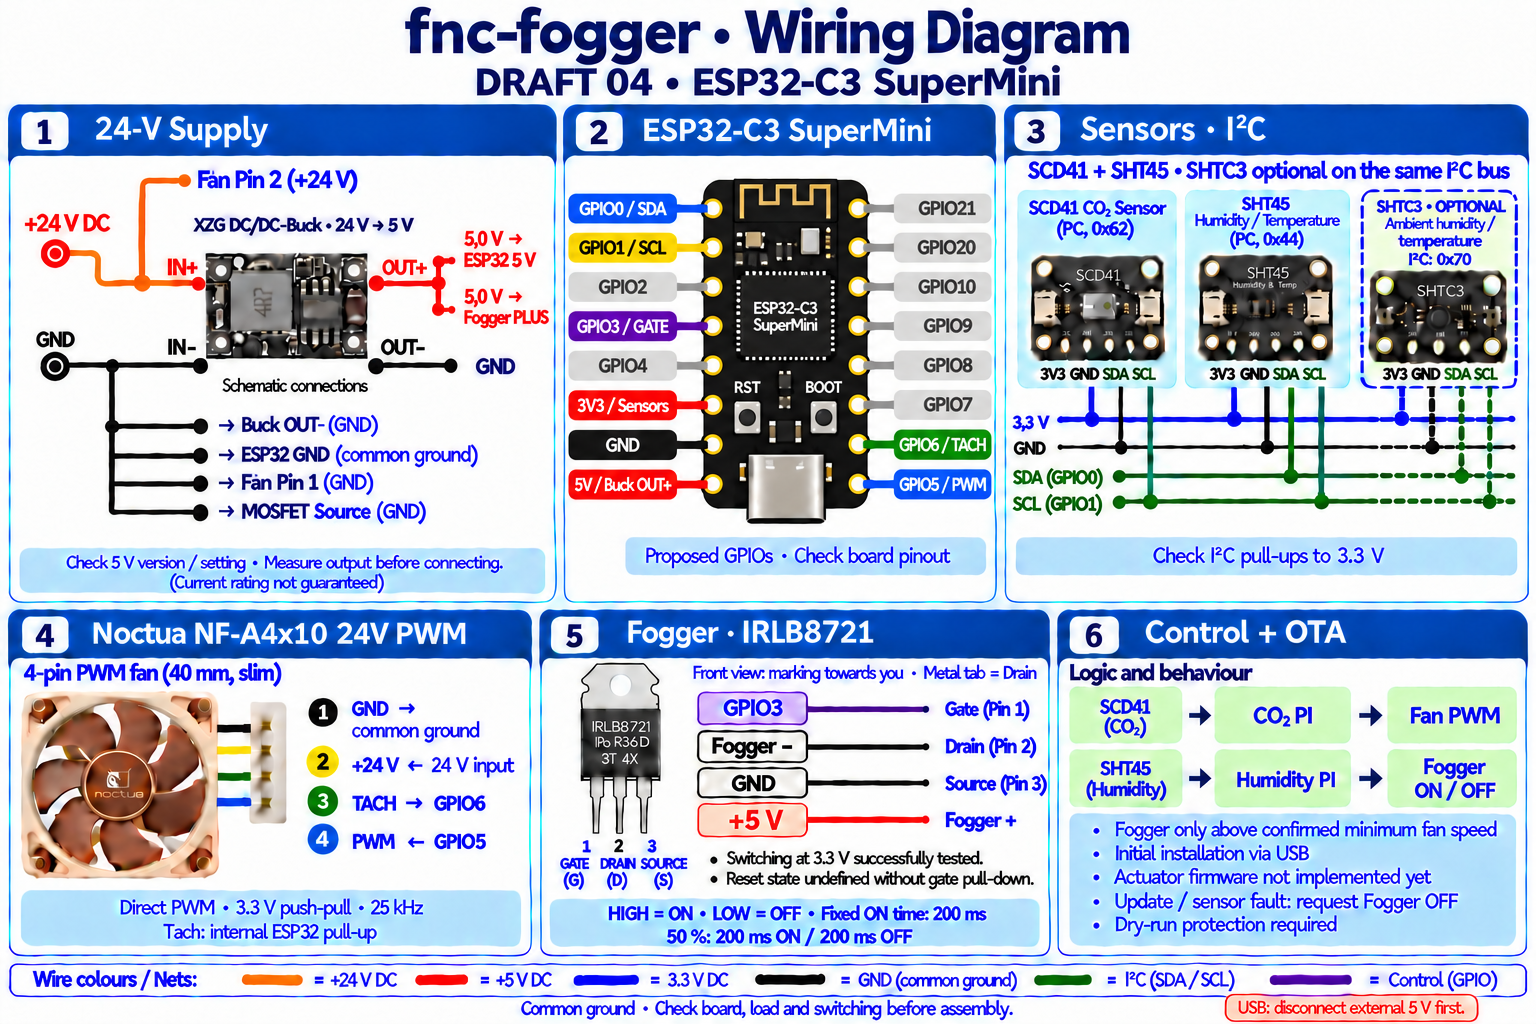 fnc-fogger • Wiring Diagram
DRAFT 04 • ESP32-C3 SuperMini
1 24-V Supply
Fan Pin 2 (+24 V)
+24 V DC
XZG DC/DC-Buck • 24 V → 5 V
IN+
OUT+
5,0 V →
ESP32 5 V
5,0 V →
Fogger PLUS
4R7
GND
IN−
OUT−
GND
Schematic connections
→ Buck OUT- (GND)
→ ESP32 GND (common ground)
→ Fan Pin 1 (GND)
→ MOSFET Source (GND)
Check 5 V version / setting • Measure output before connecting.
(Current rating not guaranteed)
2 ESP32-C3 SuperMini
GPIO0 / SDA
GPIO1 / SCL
GPIO2
GPIO3 / GATE
GPIO4
3V3 / Sensors
GND
5V / Buck OUT+
ESP32-C3
SuperMini
RST
BOOT
GPIO21
GPIO20
GPIO10
GPIO9
GPIO8
GPIO7
GPIO6 / TACH
GPIO5 / PWM
Proposed GPIOs • Check board pinout
3 Sensors · I²C
SCD41 + SHT45 • SHTC3 optional on the same I²C bus
SCD41 CO₂ Sensor
(PC, 0x62)
SCD41
3V3 GND SDA SCL
SHT45
Humidity / Temperature
(PC, 0x44)
SHT45
Humidity & Temp
3V3 GND SDA SCL
SHTC3 • OPTIONAL
Ambient humidity /
temperature
I²C: 0x70
SHTC3
3V3 GND SDA SCL
3,3 V
GND
SDA (GPIO0)
SCL (GPIO1)
Check I²C pull-ups to 3.3 V
4 Noctua NF-A4x10 24V PWM
4-pin PWM fan (40 mm, slim)
noctua
1 GND →
common ground
2 +24 V ← 24 V input
3 TACH → GPIO6
4 PWM ← GPIO5
Direct PWM • 3.3 V push-pull • 25 kHz
Tach: internal ESP32 pull-up
5 Fogger · IRLB8721
Front view: marking towards you • Metal tab = Drain
IRLB8721
IPo R36D
3T 4X
1 2 3
GATE DRAIN SOURCE
(G) (D) (S)
GPIO3 Gate (Pin 1)
Fogger − Drain (Pin 2)
GND Source (Pin 3)
+5 V Fogger +
• Switching at 3.3 V successfully tested.
• Reset state undefined without gate pull-down.
HIGH = ON • LOW = OFF • Fixed ON time: 200 ms
50 %: 200 ms ON / 200 ms OFF
6 Control + OTA
Logic and behaviour
SCD41
(CO₂)
→ CO₂ PI → Fan PWM
SHT45
(Humidity)
→ Humidity PI → Fogger
ON / OFF
• Fogger only above confirmed minimum fan speed
• Initial installation via USB
• Actuator firmware not implemented yet
• Update / sensor fault: request Fogger OFF
• Dry-run protection required
Wire colours / Nets: = +24 V DC = +5 V DC = 3.3 V DC = GND (common ground) = I²C (SDA / SCL) = Control (GPIO)
Common ground • Check board, load and switching before assembly.
USB: disconnect external 5 V first.